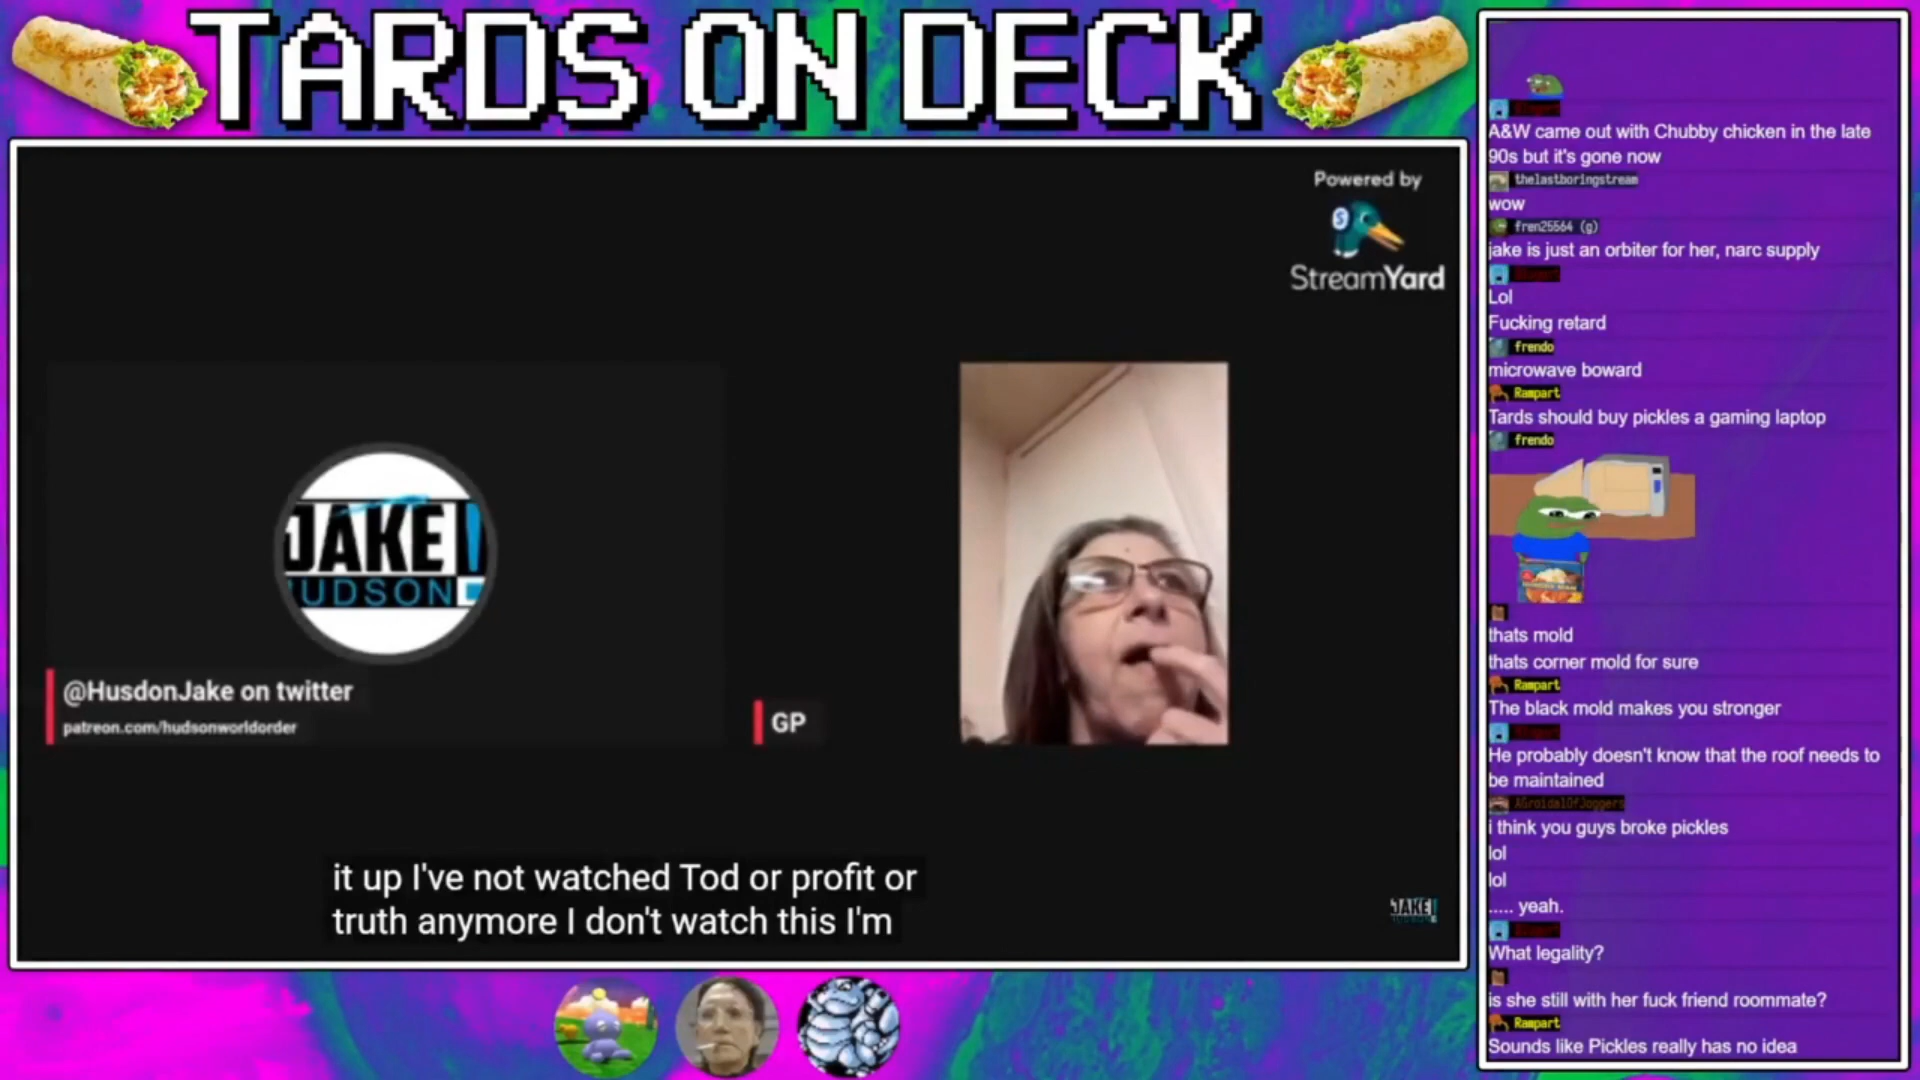 TARDS ON DECK
Powered by
StreamYard
JAKE!
HUDSON
@HusdonJake on twitter
patreon.com/hudsonworldorder
GP
it up I've not watched Tod or profit or
truth anymore I don't watch this I'm
JAKE!
A&W came out with Chubby chicken in the late
90s but it's gone now
thelastboringstream
wow
fren25564 (g)
jake is just an orbiter for her, narc supply
Lol
Fucking retard
frendo
microwave boward
Rampart
Tards should buy pickles a gaming laptop
frendo
thats mold
thats corner mold for sure
Rampart
The black mold makes you stronger
He probably doesn't know that the roof needs to
be maintained
AGroidalOfJoggers
i think you guys broke pickles
lol
lol
..... yeah.
What legality?
is she still with her fuck friend roommate?
Rampart
Sounds like Pickles really has no idea